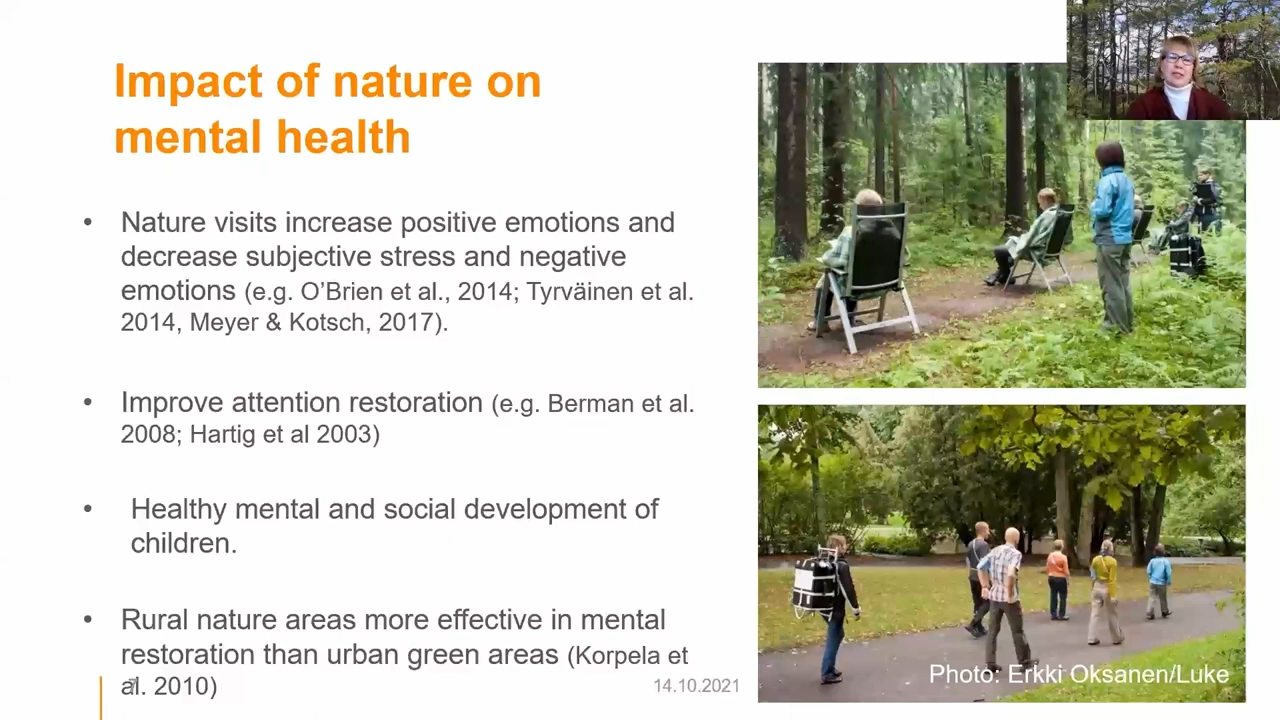 Impact of nature on
mental health
• Nature visits increase positive emotions and
decrease subjective stress and negative
emotions (e.g. O’Brien et al., 2014; Tyrväinen et al.
2014, Meyer & Kotsch, 2017).
• Improve attention restoration (e.g. Berman et al.
2008; Hartig et al 2003)
• Healthy mental and social development of
children.
• Rural nature areas more effective in mental
restoration than urban green areas (Korpela et
al. 2010)
14.10.2021
Photo: Erkki Oksanen/Luke